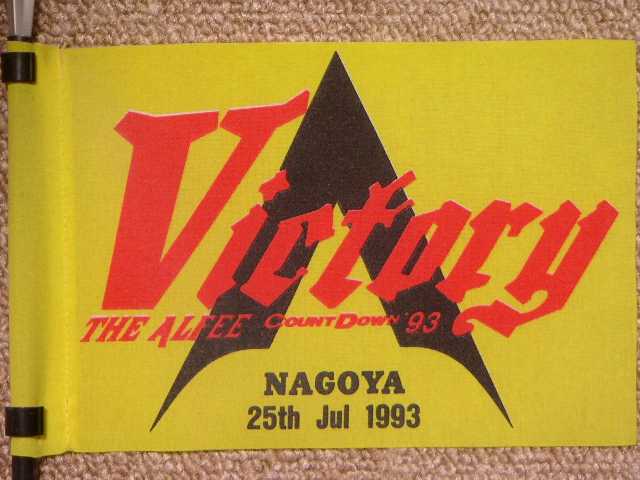 Victory
THE ALFEE COUNTDOWN '93
NAGOYA
25th Jul 1993